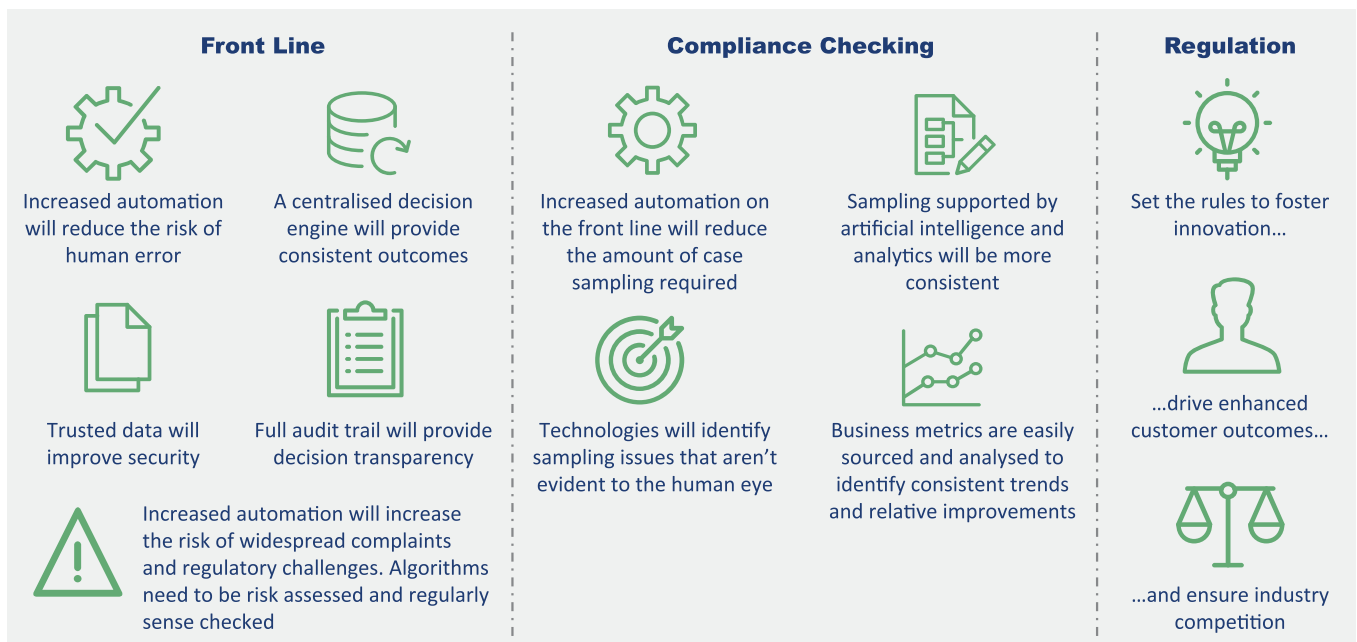 Front Line
Increased automation
will reduce the risk of
human error
A centralised decision
engine will provide
consistent outcomes
Trusted data will
improve security
Full audit trail will provide
decision transparency
Increased automation will increase
the risk of widespread complaints
and regulatory challenges. Algorithms
need to be risk assessed and regularly
sense checked
Compliance Checking
Increased automation on
the front line will reduce
the amount of case
sampling required
Sampling supported by
artificial intelligence and
analytics will be more
consistent
Technologies will identify
sampling issues that aren’t
evident to the human eye
Business metrics are easily
sourced and analysed to
identify consistent trends
and relative improvements
Regulation
Set the rules to foster
innovation...
...drive enhanced
customer outcomes...
...and ensure industry
competition